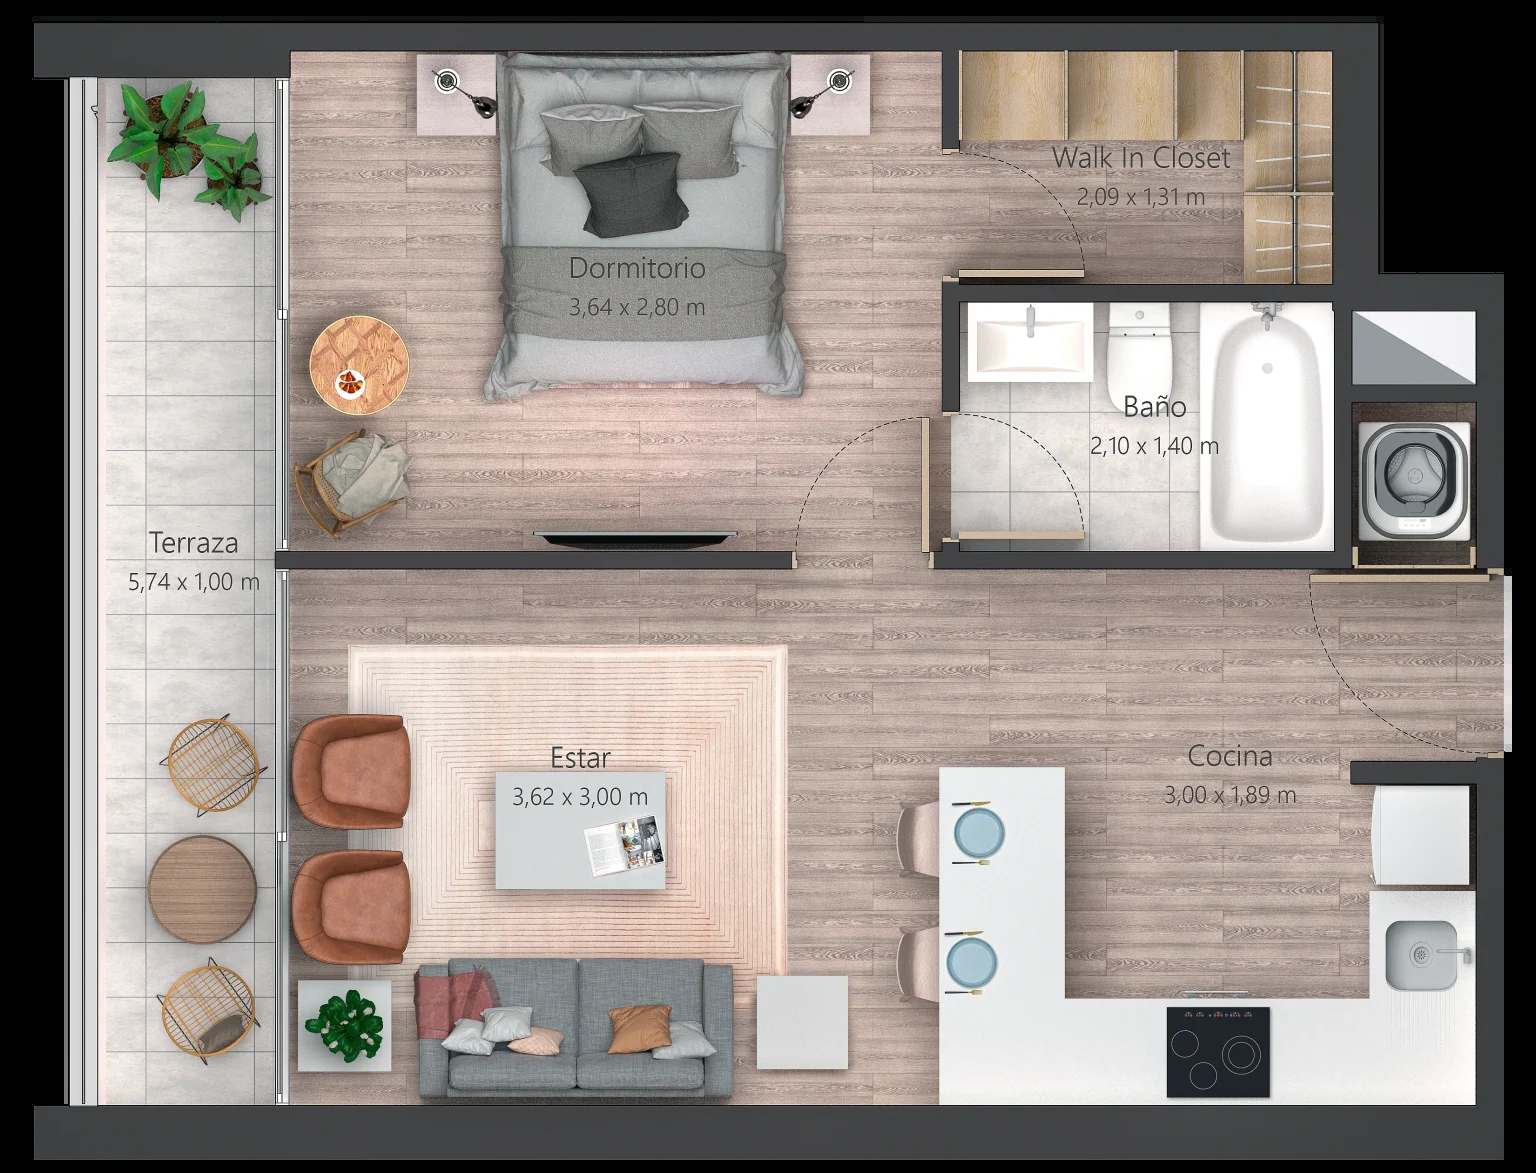 Walk In Closet
2,09 x 1,31 m
Dormitorio
3,64 x 2,80 m
Baño
2,10 x 1,40 m
Terraza
5,74 x 1,00 m
Estar
3,62 x 3,00 m
Cocina
3,00 x 1,89 m